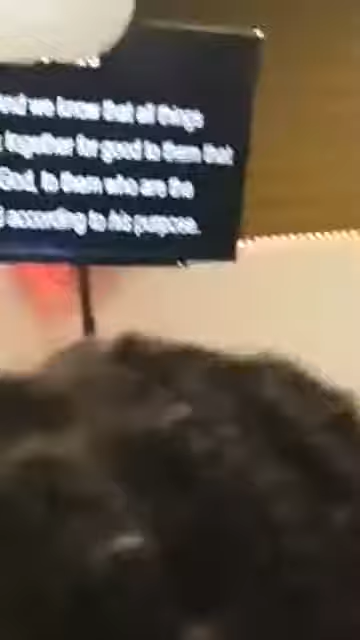 And we know that all things
together for good to them that
God, to them who are the
according to his purpose.